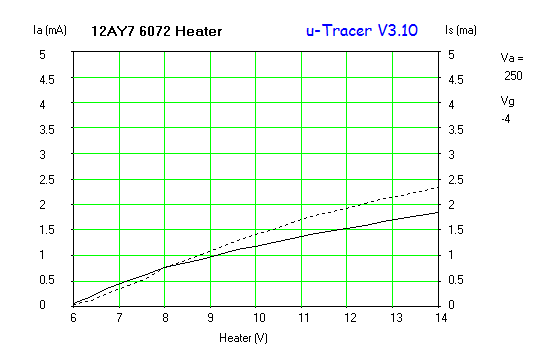 Ia (mA) 12AY7 6072 Heater u-Tracer V3.10 Is (ma)
5 5 Va =
4.5 4.5 250
4 4 Vg
3.5 3.5 -4
3 3
2.5 2.5
2 2
1.5 1.5
1 1
0.5 0.5
0 0
6 7 8 9 10 11 12 13 14
Heater (V)